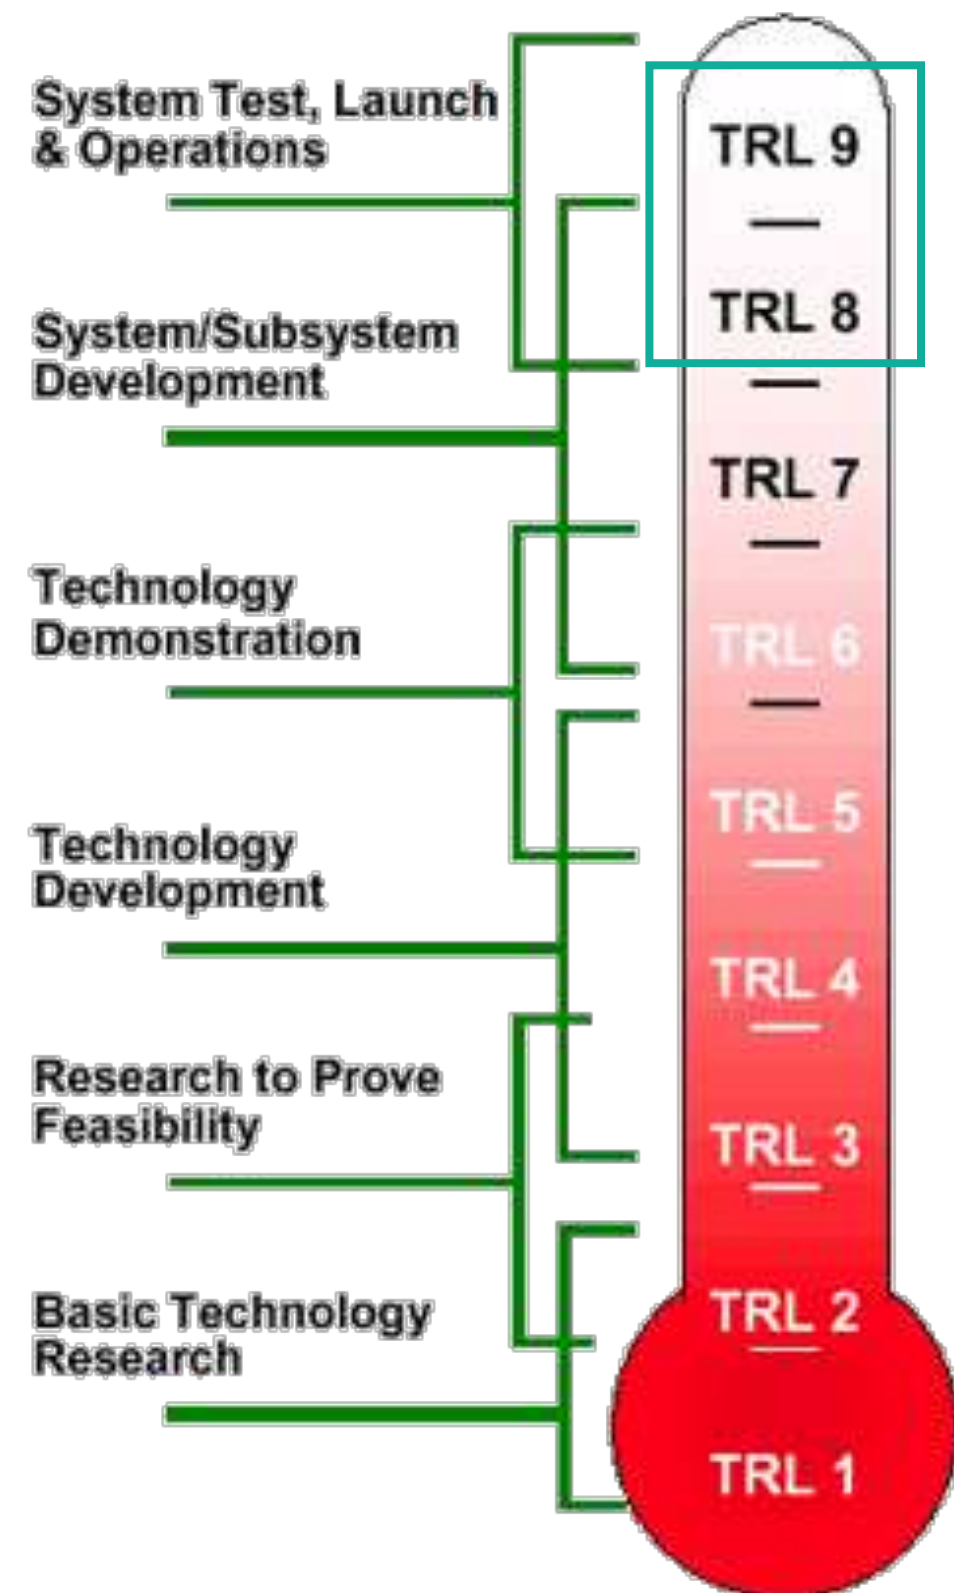 System Test, Launch
& Operations
System/Subsystem
Development
Technology
Demonstration
Technology
Development
Research to Prove
Feasibility
Basic Technology
Research
TRL 9
TRL 8
TRL 7
TRL 6
TRL 5
TRL 4
TRL 3
TRL 2
TRL 1